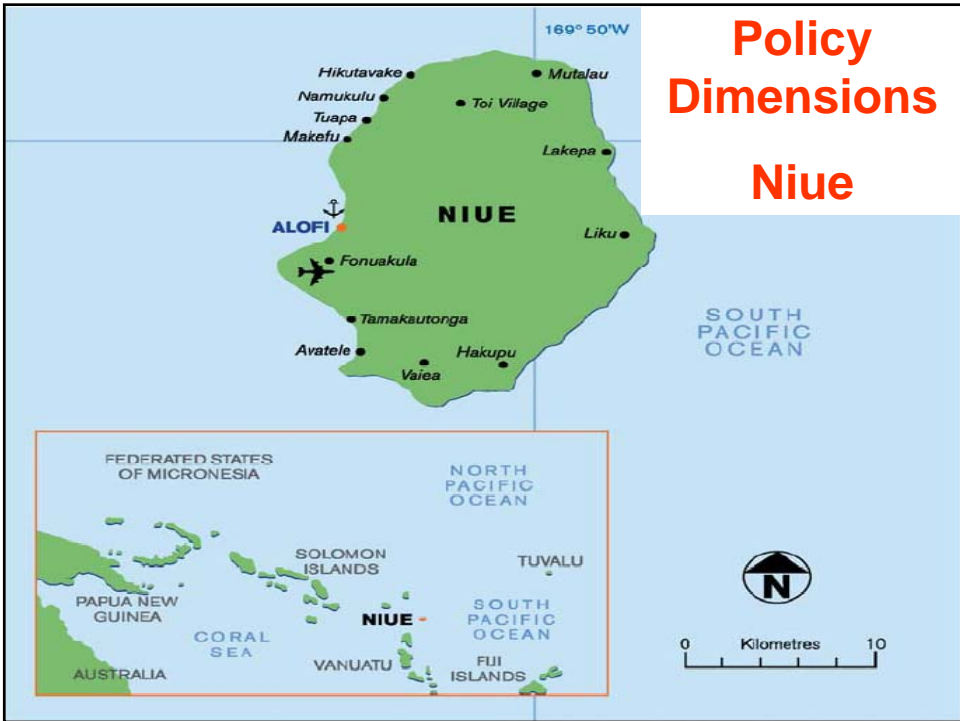 169° 50'W
Policy
Dimensions
Niue
Hikutavake
Mutalau
Namukulu
Toi Village
Tuapa
Makefu
Lakepa
NIUE
ALOFI
Liku
Fonuakula
Tamakautonga
Avatele
Hakupu
Vaiea
SOUTH
PACIFIC
OCEAN
FEDERATED STATES
OF MICRONESIA
NORTH
PACIFIC
OCEAN
SOLOMON
ISLANDS
TUVALU
PAPUA NEW
GUINEA
NIUE
SOUTH
PACIFIC
OCEAN
CORAL
SEA
VANUATU
FIJI
ISLANDS
AUSTRALIA
N
0 Kilometres 10